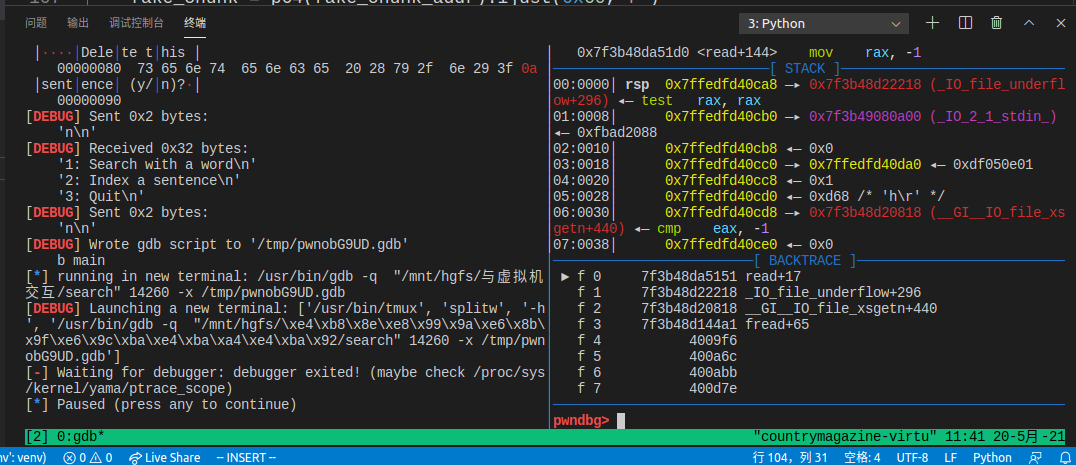 问题 输出 调试控制台 终端
3: Python
|····|Dele|te t|his |
00000080 73 65 6e 74 65 6e 63 65 20 28 79 2f 6e 29 3f 0a
|sent|ence| (y/|n)?·|
00000090
[DEBUG] Sent 0x2 bytes:
'n\n'
[DEBUG] Received 0x32 bytes:
'1: Search with a word\n'
'2: Index a sentence\n'
'3: Quit\n'
[DEBUG] Sent 0x2 bytes:
'n\n'
[DEBUG] Wrote gdb script to '/tmp/pwnobG9UD.gdb'
b main
[*] running in new terminal: /usr/bin/gdb -q "/mnt/hgfs/与虚拟机
交互/search" 14260 -x /tmp/pwnobG9UD.gdb
[DEBUG] Launching a new terminal: ['/usr/bin/tmux', 'splitw', '-h
', '/usr/bin/gdb -q "/mnt/hgfs/\xe4\xb8\x8e\xe8\x99\x9a\xe6\x8b\
x9f\xe6\x9c\xba\xe4\xba\xa4\xe4\xba\x92/search" 14260 -x /tmp/pwn
obG9UD.gdb']
[-] Waiting for debugger: debugger exited! (maybe check /proc/sys
/kernel/yama/ptrace_scope)
[*] Paused (press any to continue)
0x7f3b48da51d0 <read+144> mov rax, -1
[ STACK ]
00:0000│ rsp 0x7ffedfd40ca8 —▸ 0x7f3b48d22218 (_IO_file_underfl
ow+296) ◂— test rax, rax
01:0008│ 0x7ffedfd40cb0 —▸ 0x7f3b49080a00 (_IO_2_1_stdin_)
◂— 0xfbad2088
02:0010│ 0x7ffedfd40cb8 ◂— 0x0
03:0018│ 0x7ffedfd40cc0 —▸ 0x7ffedfd40da0 ◂— 0xdf050e01
04:0020│ 0x7ffedfd40cc8 ◂— 0x1
05:0028│ 0x7ffedfd40cd0 ◂— 0xd68 /* 'h\r' */
06:0030│ 0x7ffedfd40cd8 —▸ 0x7f3b48d20818 (__GI__IO_file_xs
getn+440) ◂— cmp eax, -1
07:0038│ 0x7ffedfd40ce0 ◂— 0x0
[ BACKTRACE ]
► f 0 7f3b48da5151 read+17
f 1 7f3b48d22218 _IO_file_underflow+296
f 2 7f3b48d20818 __GI__IO_file_xsgetn+440
f 3 7f3b48d144a1 fread+65
f 4 4009f6
f 5 400a6c
f 6 400abb
f 7 400d7e
pwndbg>
[2] 0:gdb* "countrymagazine-virtu" 11:41 20-5月 -21
nv': venv) 0 0 Live Share -- INSERT -- 行 104，列 31 空格: 4 UTF-8 LF Python